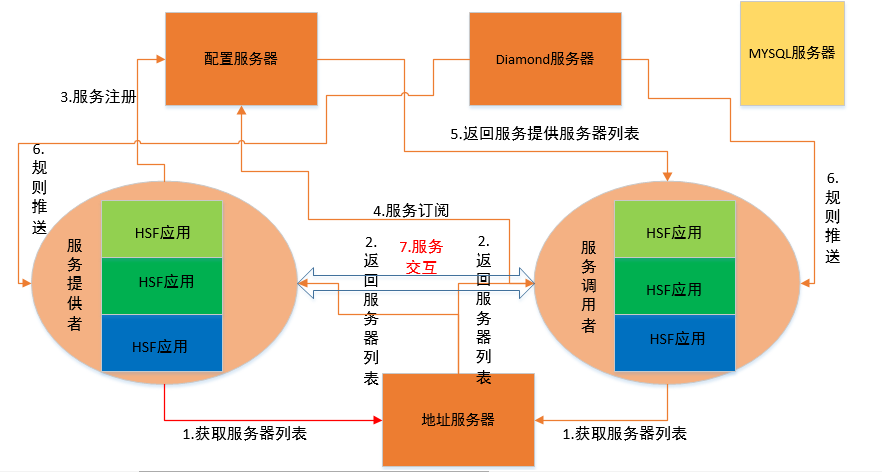 配置服务器
Diamond服务器
MYSQL服务器
3.服务注册
5.返回服务提供服务器列表
6.规则推送
6.规则推送
4.服务订阅
服务提供者
HSF应用
HSF应用
HSF应用
2.返回服务器列表
7.服务
交互
2.返回服务器列表
服务调用者
HSF应用
HSF应用
HSF应用
地址服务器
1.获取服务器列表
1.获取服务器列表